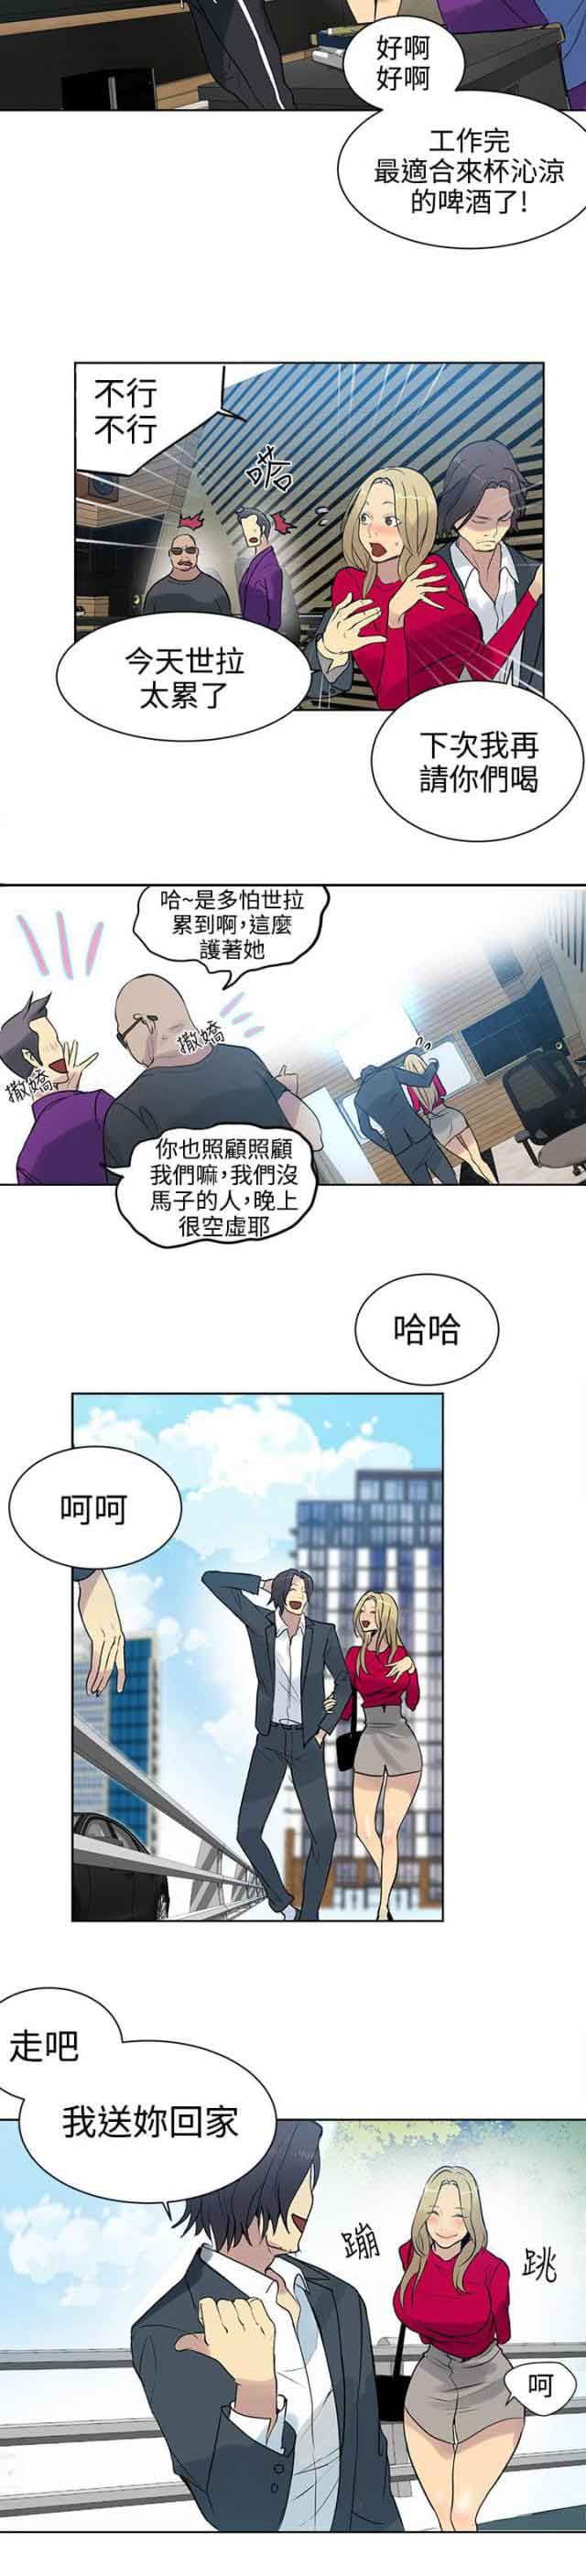 好啊
好啊
工作完
最適合來杯沁涼
的啤酒了!
不行
不行
咯
今天世拉
太累了
下次我再
請你們喝
哈~是多怕世拉
累到啊,這麼
護著她
撒嬌
撒嬌
你也照顧照顧
我們嘛,我們沒
馬子的人,晚上
很空虛耶
哈哈
呵呵
走吧
我送妳回家
蹦
跳
呵